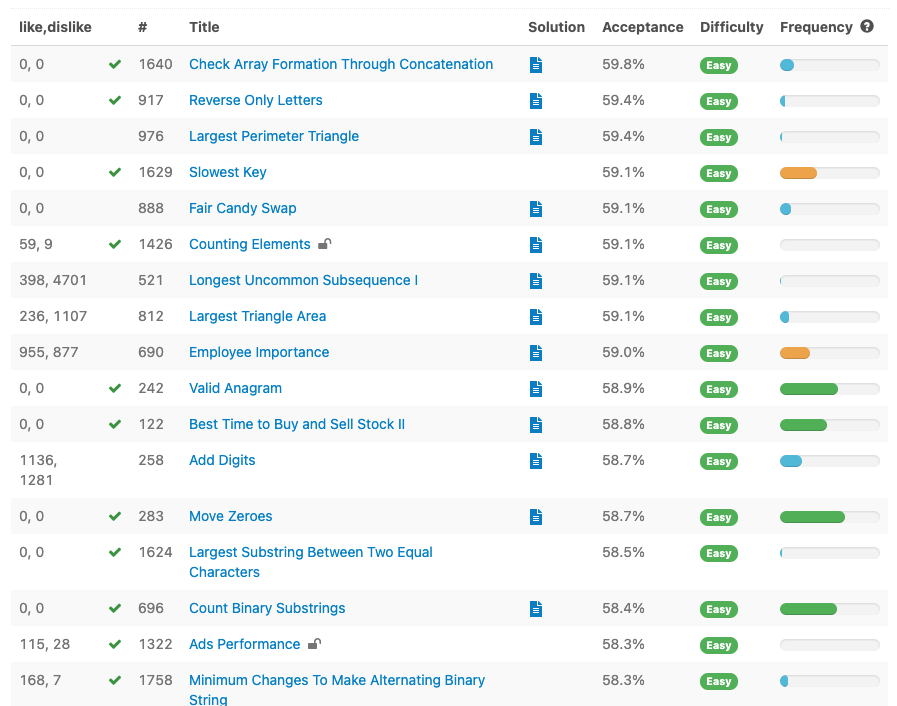 like,dislike # Title Solution Acceptance Difficulty Frequency ?
0, 0 ✓ 1640 Check Array Formation Through Concatenation 59.8% Easy
0, 0 ✓ 917 Reverse Only Letters 59.4% Easy
0, 0 976 Largest Perimeter Triangle 59.4% Easy
0, 0 ✓ 1629 Slowest Key 59.1% Easy
0, 0 888 Fair Candy Swap 59.1% Easy
59, 9 ✓ 1426 Counting Elements 59.1% Easy
398, 4701 521 Longest Uncommon Subsequence I 59.1% Easy
236, 1107 812 Largest Triangle Area 59.1% Easy
955, 877 690 Employee Importance 59.0% Easy
0, 0 ✓ 242 Valid Anagram 58.9% Easy
0, 0 ✓ 122 Best Time to Buy and Sell Stock II 58.8% Easy
1136, 258 Add Digits 58.7% Easy
1281
0, 0 ✓ 283 Move Zeroes 58.7% Easy
0, 0 ✓ 1624 Largest Substring Between Two Equal 58.5% Easy
Characters
0, 0 ✓ 696 Count Binary Substrings 58.4% Easy
115, 28 ✓ 1322 Ads Performance 58.3% Easy
168, 7 ✓ 1758 Minimum Changes To Make Alternating Binary 58.3% Easy
String